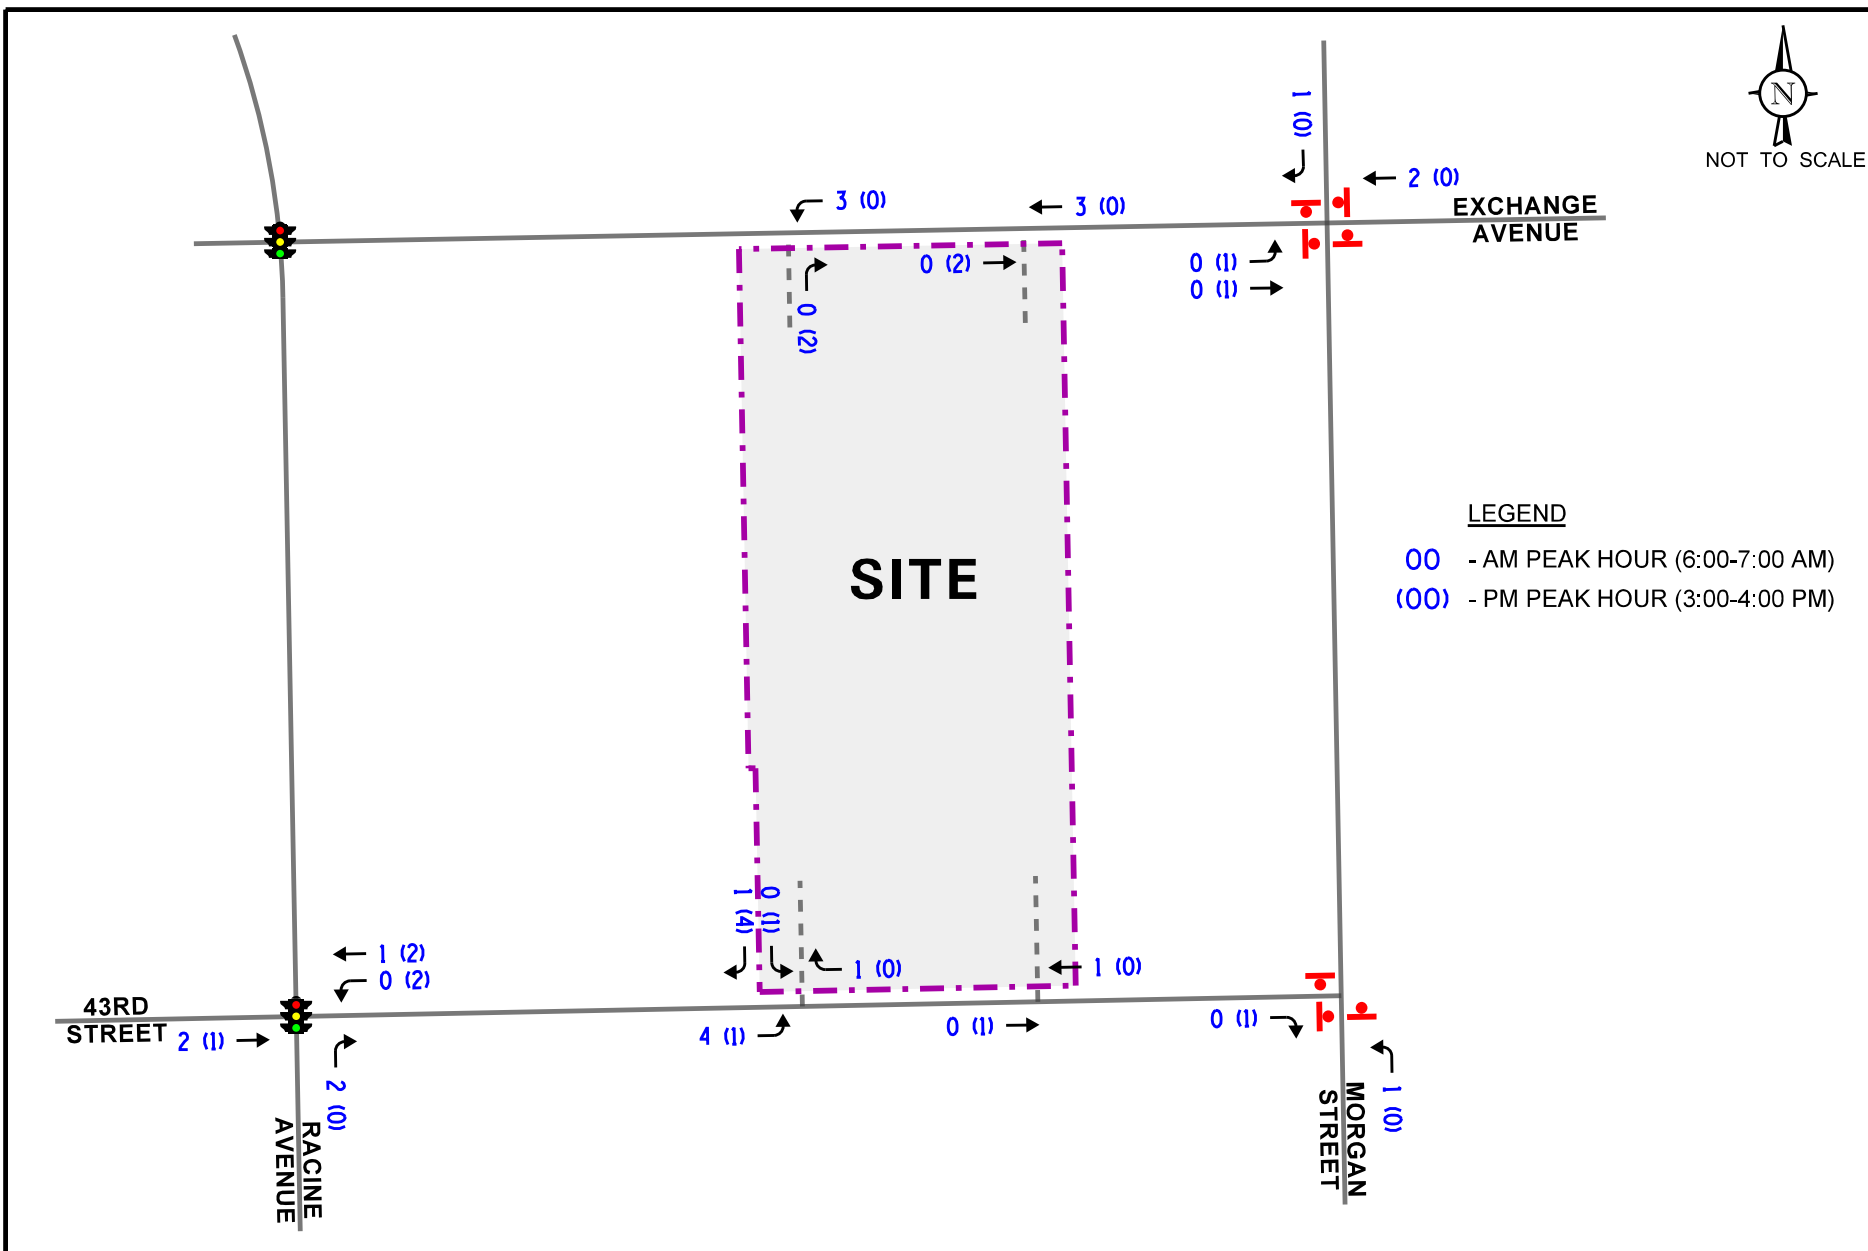 N
NOT TO SCALE
1 (0)
2 (0)
EXCHANGE
AVENUE
3 (0)
3 (0)
0 (2)
0 (2)
0 (1)
0 (1)
SITE
LEGEND
00 - AM PEAK HOUR (6:00-7:00 AM)
(00) - PM PEAK HOUR (3:00-4:00 PM)
1 (4)
0 (1)
1 (0)
1 (0)
1 (2)
0 (2)
43RD
STREET
2 (1)
2 (0)
4 (1)
0 (1)
0 (1)
1 (0)
RACINE
AVENUE
MORGAN
STREET